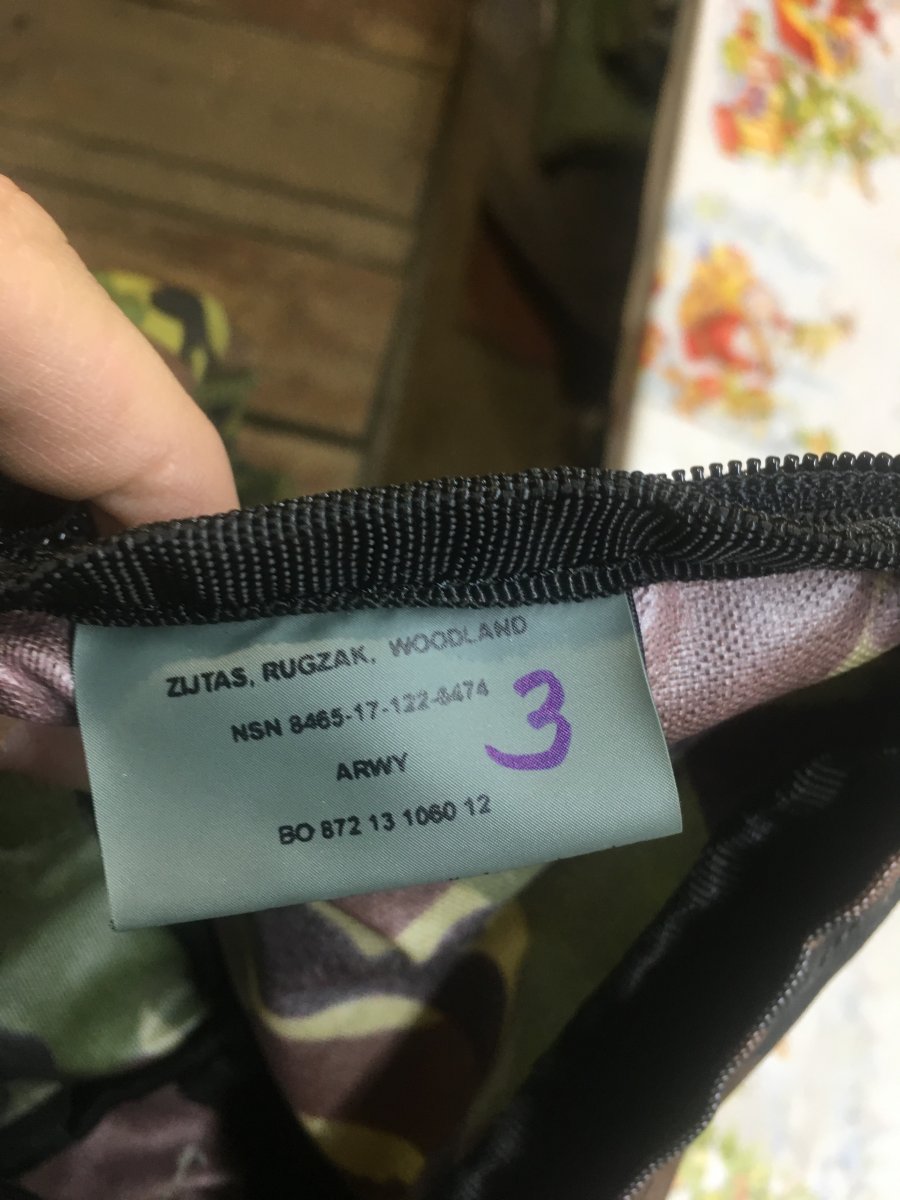 ZIJTAS, RUGZAK, WOODLAND
NSN 8465-17-122-8474
3
ARWY
BO 872 13 1060 12